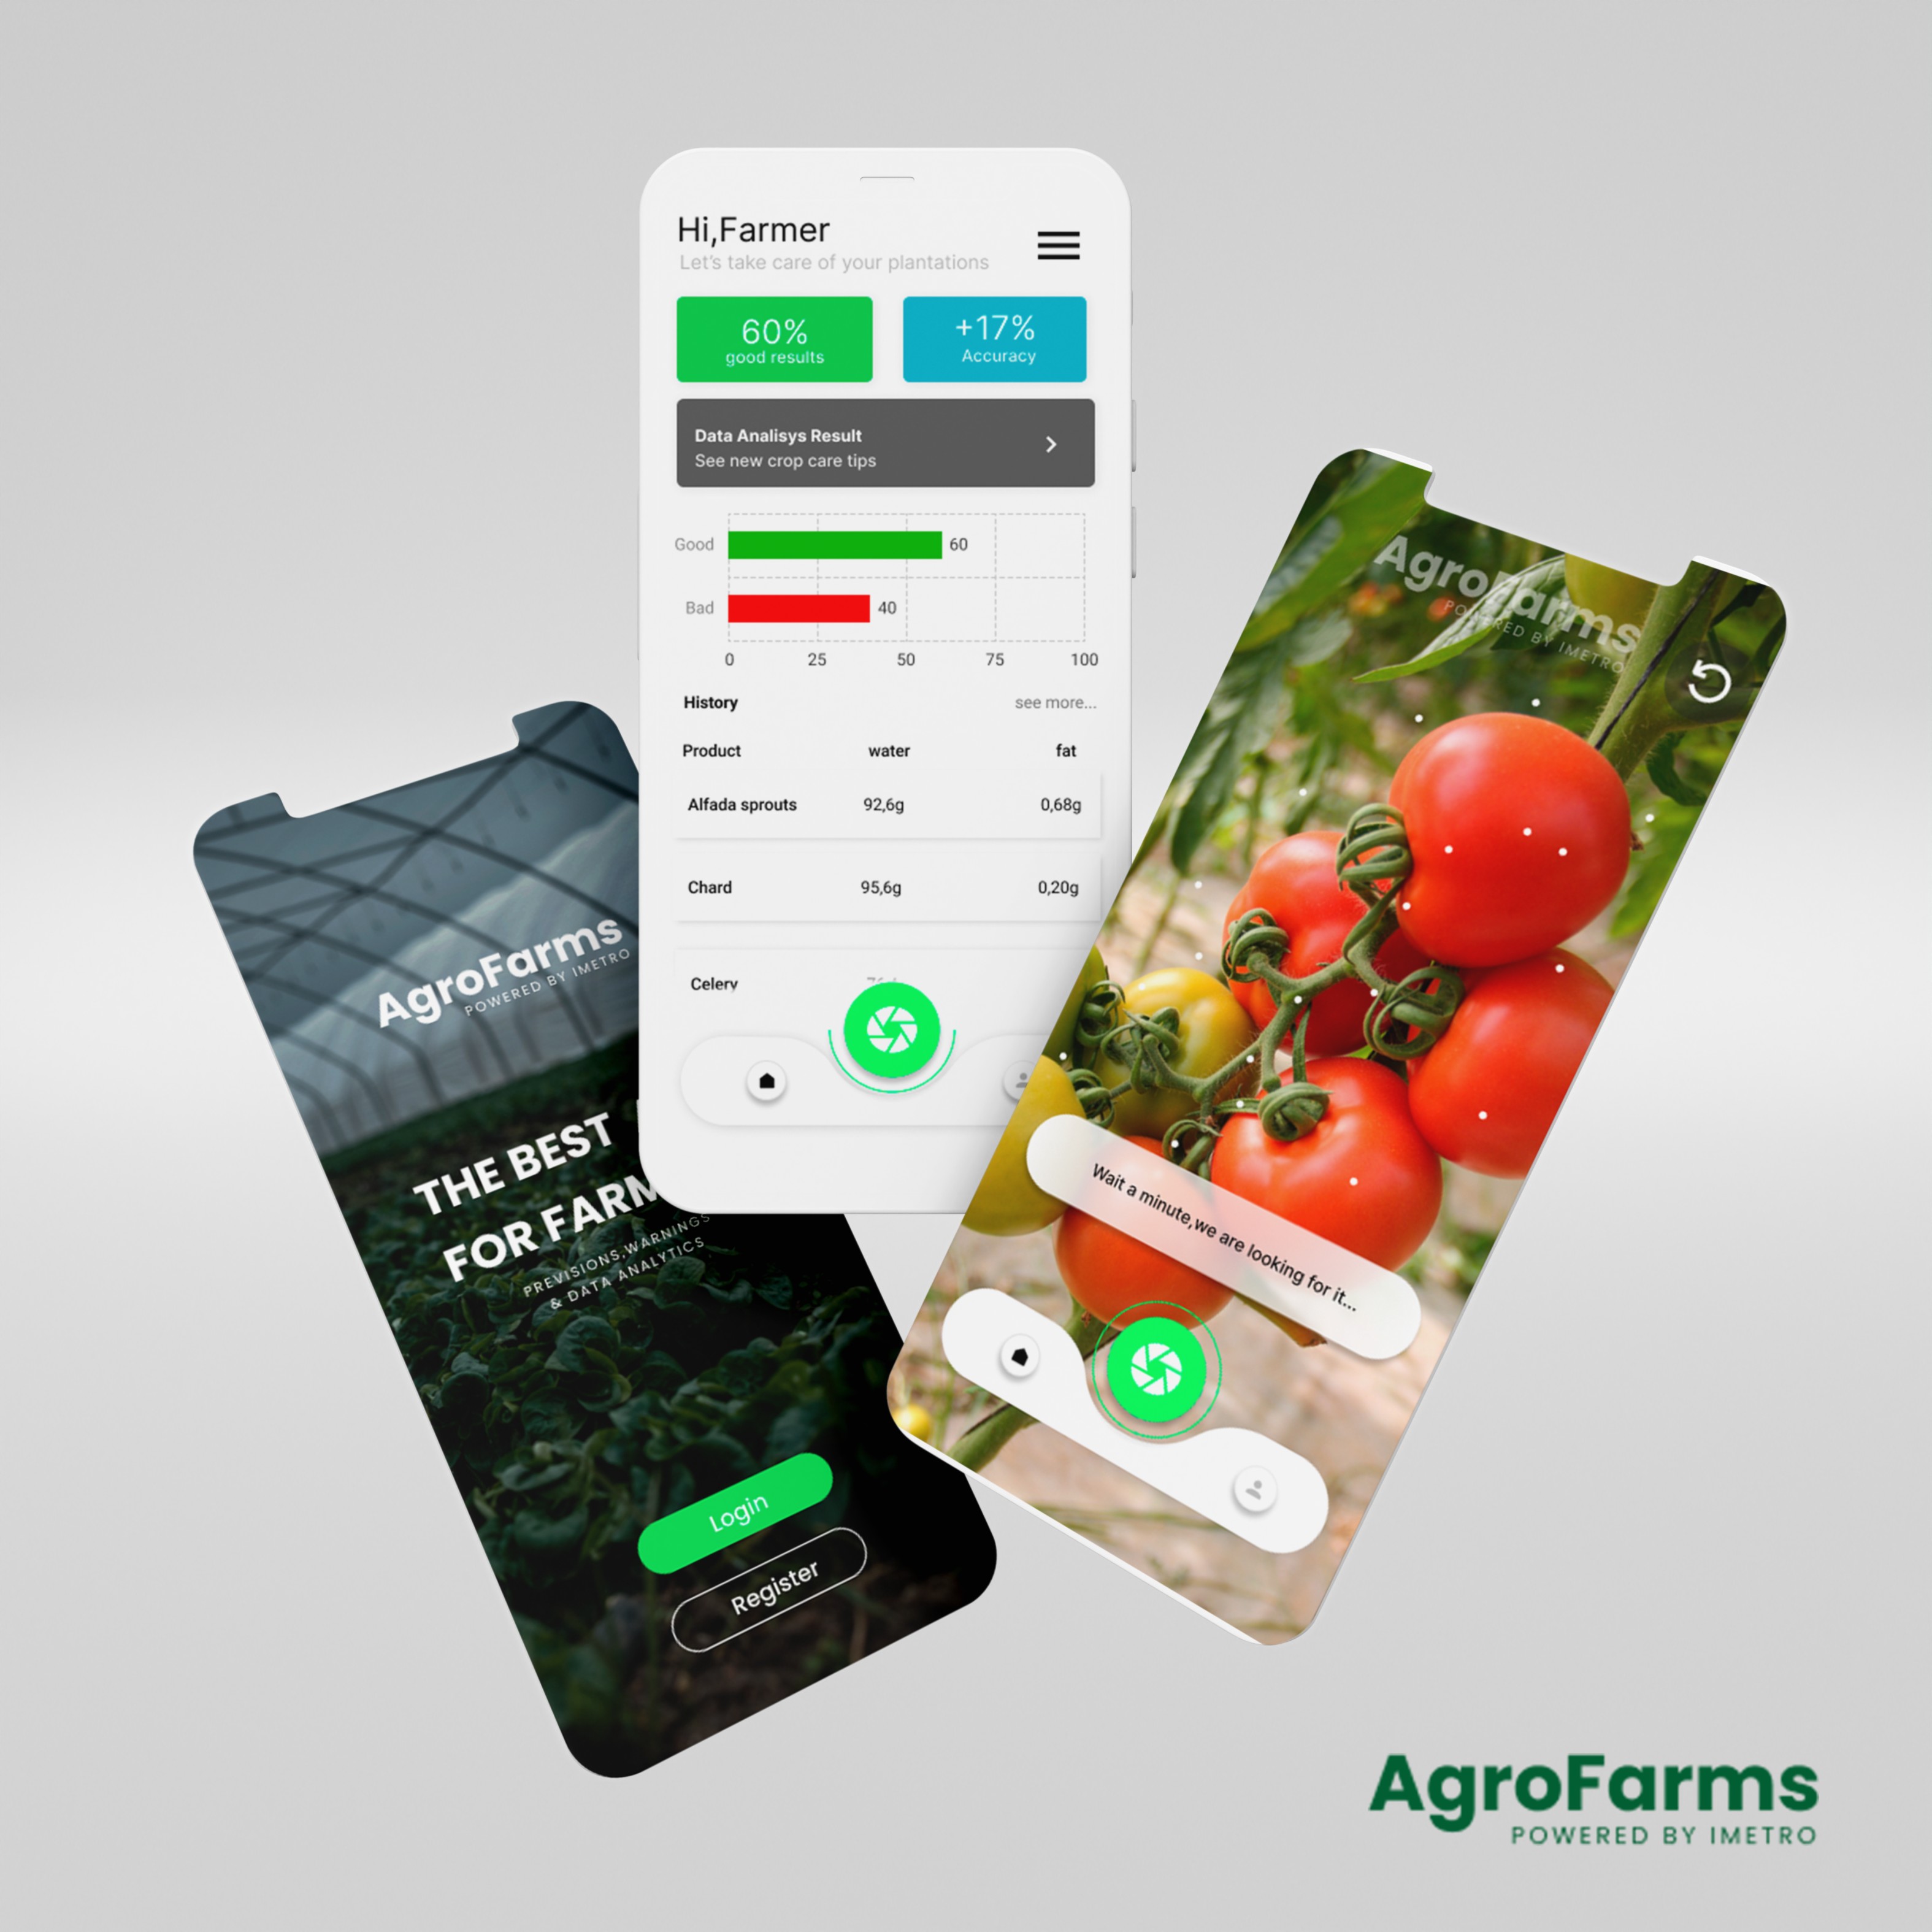 Hi,Farmer
Let's take care of your plantations
60%
good results
+17%
Accuracy
Data Analisys Result
See new crop care tips
Good
60
Bad
40
0 25 50 75 100
History see more...
Product water fat
Alfada sprouts 92,6g 0,68g
Chard 95,6g 0,20g
Celery
AgroFarms
POWERED BY IMETRO
THE BEST
FOR
PREVISIONS,WARNINGS
& DATA ANALYTICS
Login
Register
AgroFarms
POWERED BY IMETRO
Wait a minute,we are looking for it...
AgroFarms
POWERED BY IMETRO